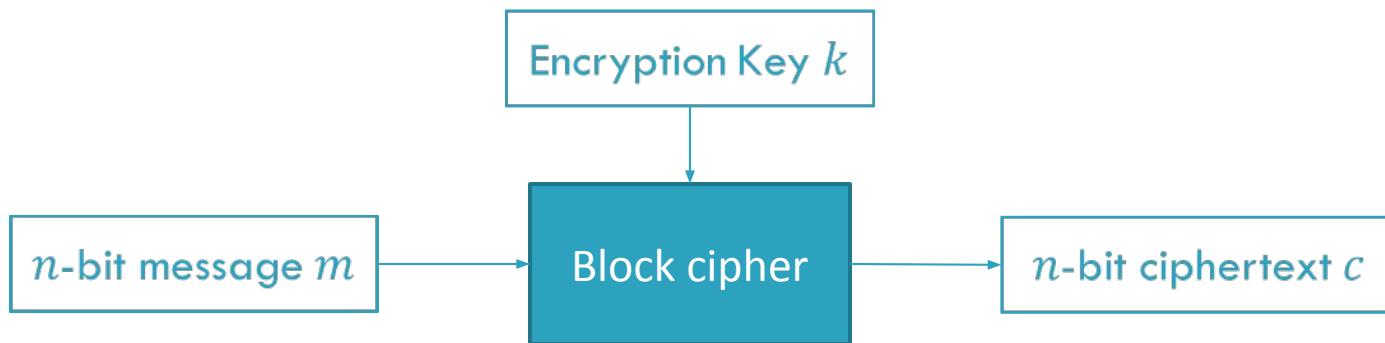 Encryption Key k
n-bit message m
Block cipher
n-bit ciphertext c